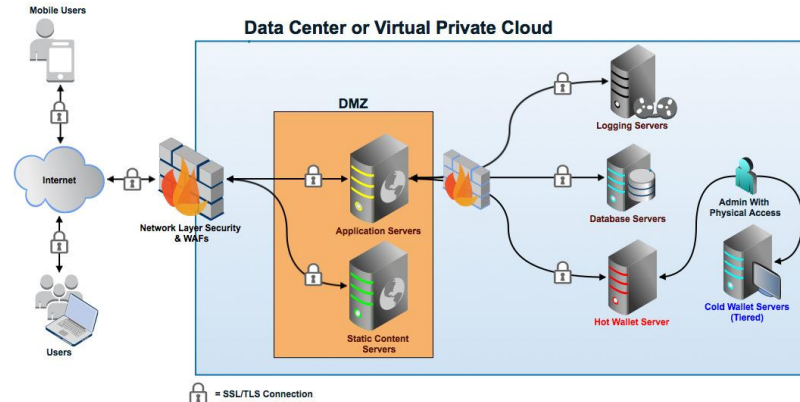 Mobile Users
Data Center or Virtual Private Cloud
DMZ
Logging Servers
Internet
Network Layer Security
& WAFs
Application Servers
Database Servers
Admin With
Physical Access
Users
Static Content
Servers
Hot Wallet Server
Cold Wallet Servers
(Tiered)
= SSL/TLS Connection